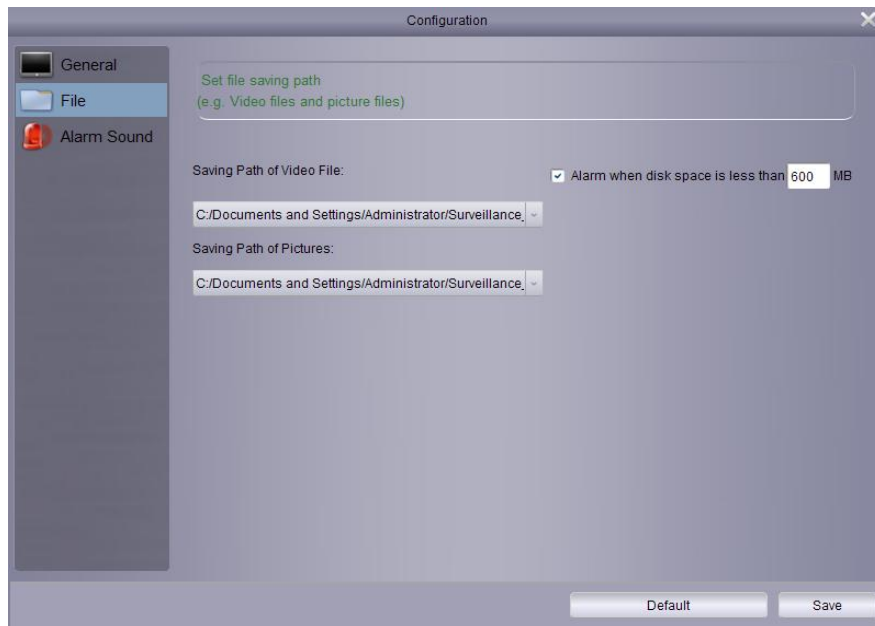 Configuration
General
File
Alarm Sound
Set file saving path
(e.g. Video files and picture files)
Saving Path of Video File:
Alarm when disk space is less than 600 MB
C:/Documents and Settings/Administrator/Surveillance_
Saving Path of Pictures:
C:/Documents and Settings/Administrator/Surveillance_
Default
Save